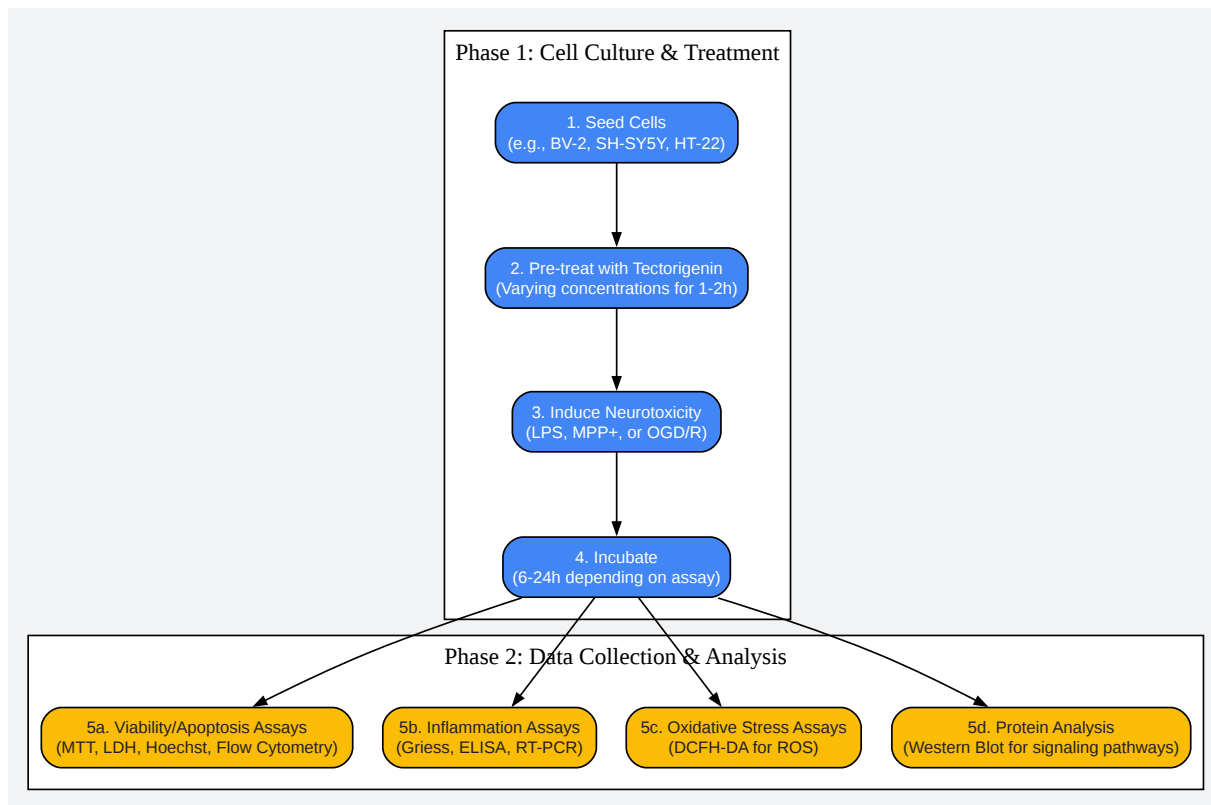 Phase 1: Cell Culture & Treatment
1. Seed Cells
(e.g., BV-2, SH-SY5Y, HT-22)
2. Pre-treat with Tectorigenin
(Varying concentrations for 1-2h)
3. Induce Neurotoxicity
(LPS, MPP+, or OGD/R)
4. Incubate
(6-24h depending on assay)
Phase 2: Data Collection & Analysis
5a. Viability/Apoptosis Assays
(MTT, LDH, Hoechst, Flow Cytometry)
5b. Inflammation Assays
(Griess, ELISA, RT-PCR)
5c. Oxidative Stress Assays
(DCFH-DA for ROS)
5d. Protein Analysis
(Western Blot for signaling pathways)